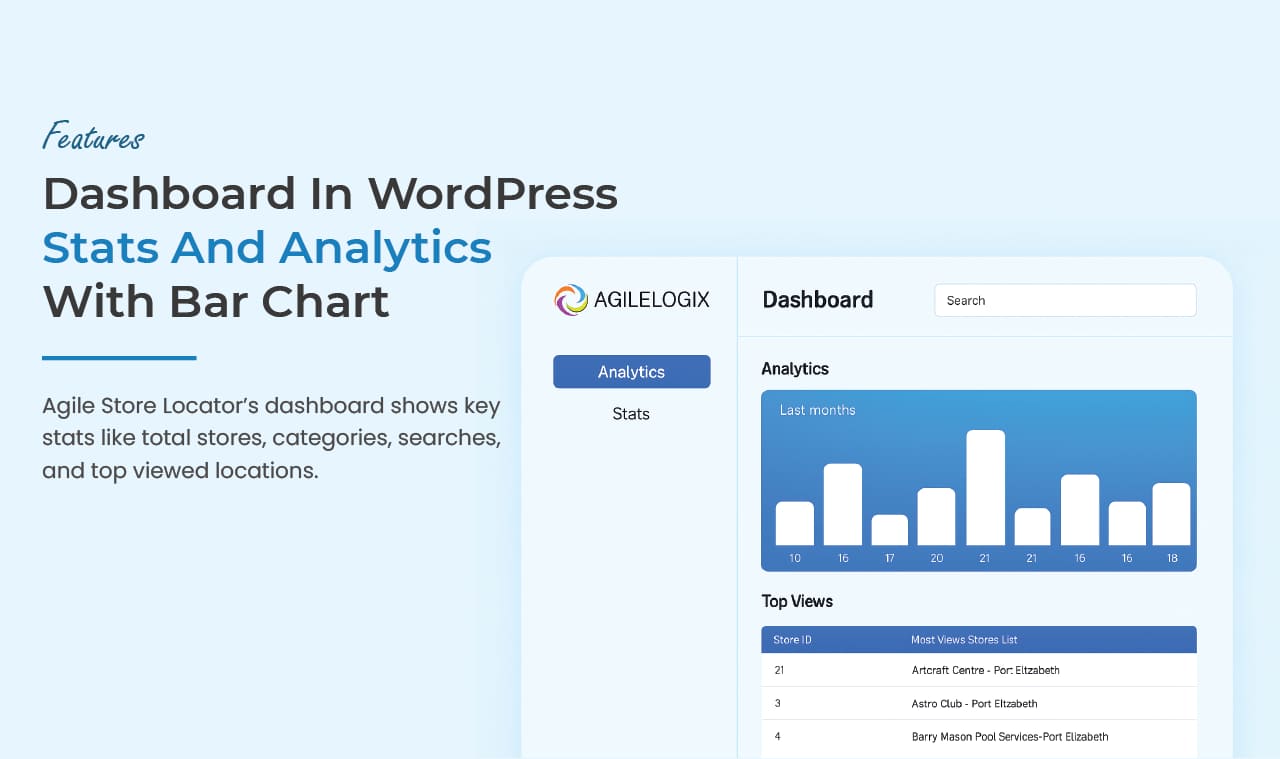 Features
Dashboard In WordPress
Stats And Analytics
With Bar Chart
Agile Store Locator’s dashboard shows key
stats like total stores, categories, searches,
and top viewed locations.
AGILELOGIX
Analytics
Stats
Dashboard
Search
Analytics
Last months
10 16 17 20 21 21 16 16 18
Top Views
Store ID Most Views Stores List
21 Artcraft Centre - Port Eltzabeth
3 Astro Club - Port Eltzabeth
4 Barry Mason Pool Services-Port Elizabeth